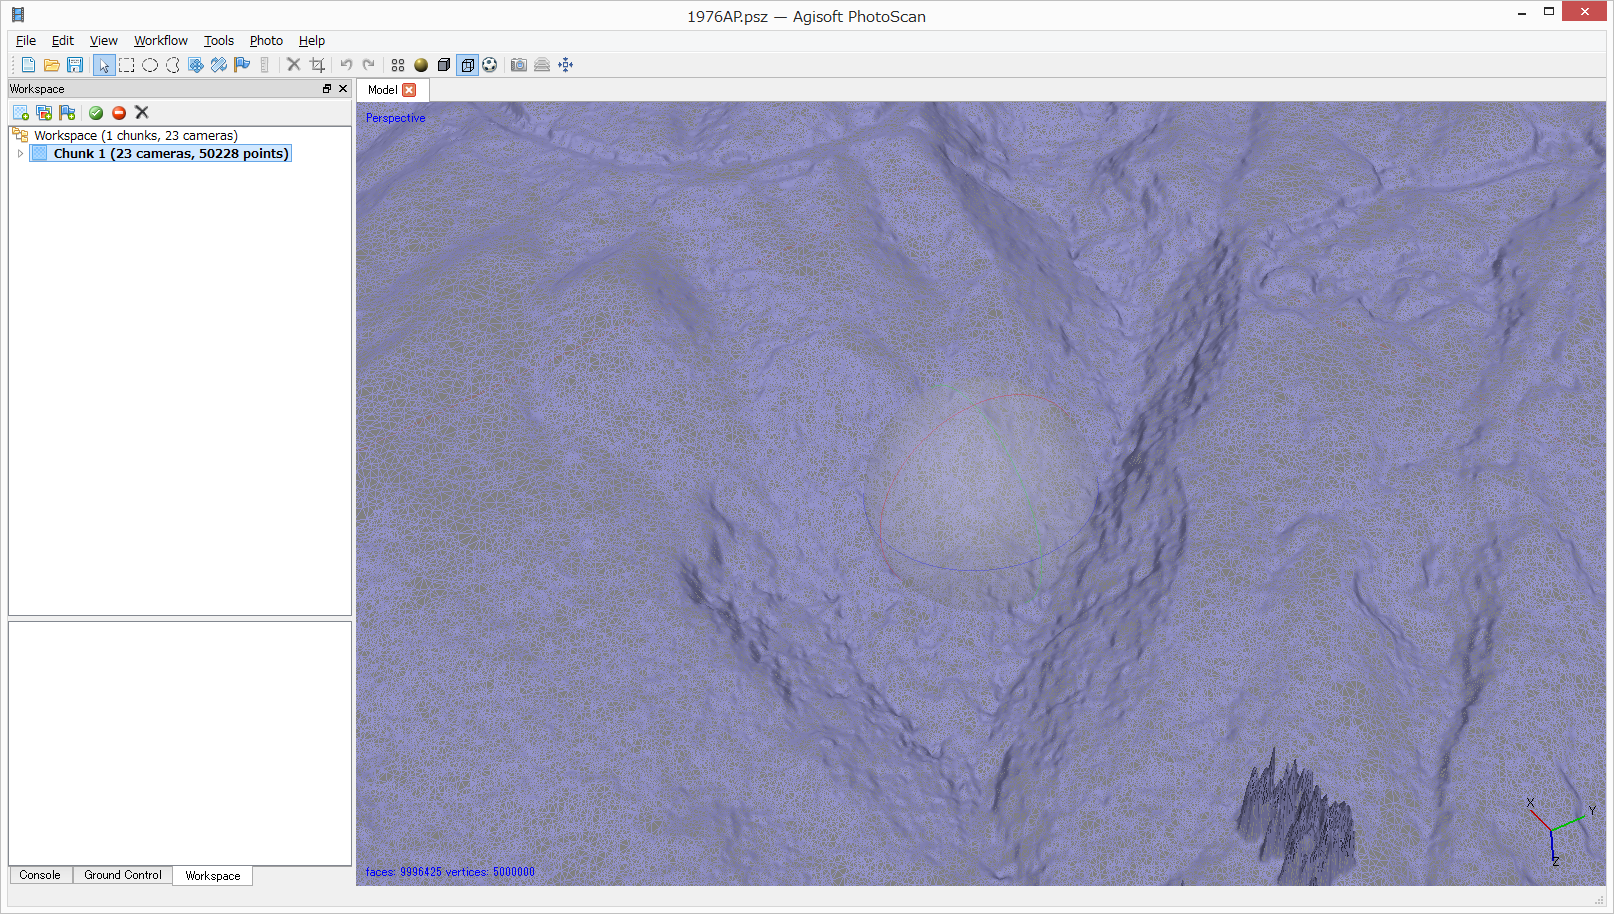 1976AP.psz — Agisoft PhotoScan
File Edit View Workflow Tools Photo Help
Workspace
Model
Perspective
Workspace (1 chunks, 23 cameras)
Chunk 1 (23 cameras, 50228 points)
X
Y
Z
faces: 9996425 vertices: 5000000
Console Ground Control Workspace